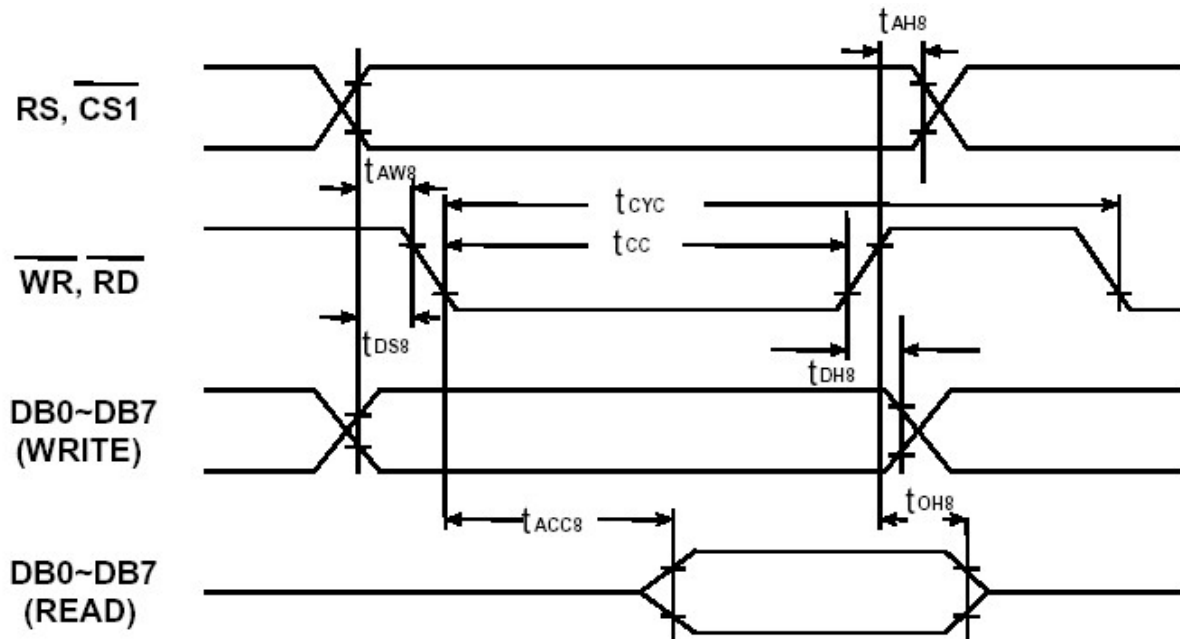 tAH8
RS, CS1
tAW8
tCYC
tCC
WR, RD
tDS8
tDH8
DB0~DB7
(WRITE)
tACC8
tOH8
DB0~DB7
(READ)